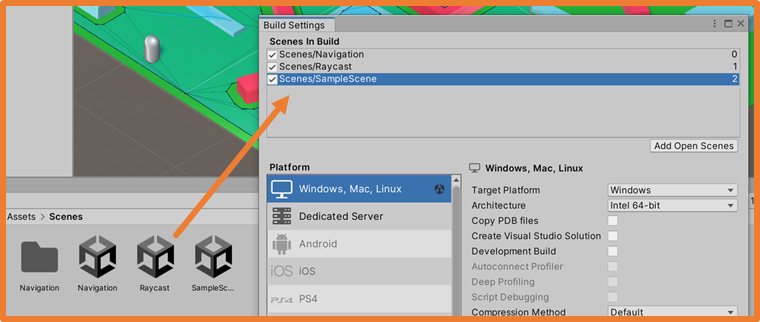 Build Settings
Scenes In Build
Scenes/Navigation 0
Scenes/Raycast 1
Scenes/SampleScene 2
Add Open Scenes
Platform
Windows, Mac, Linux
Dedicated Server
Android
iOS iOS
PS4 PS4
Windows, Mac, Linux
Target Platform Windows
Architecture Intel 64-bit
Copy PDB files
Create Visual Studio Solution
Development Build
Autoconnect Profiler
Deep Profiling
Script Debugging
Compression Method Default
Assets > Scenes
Navigation Navigation Raycast SampleSc...